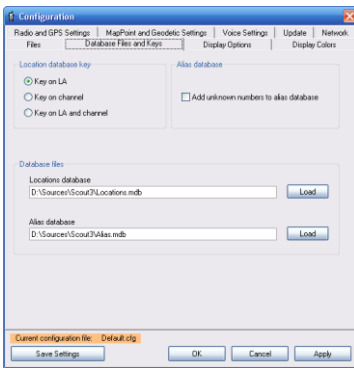 Configuration
Radio and GPS Settings MapPoint and Geodetic Settings Voice Settings Update Network
Files Database Files and Keys Display Options Display Colors
Location database key
Key on LA
Key on channel
Key on LA and channel
Alias database
Add unknown numbers to alias database
Database files
Locations database
D:\Sources\Scout3\Locations.mdb Load
Alias database
D:\Sources\Scout3\Alias.mdb Load
Current configuration file: Default.cfg
Save Settings OK Cancel Apply